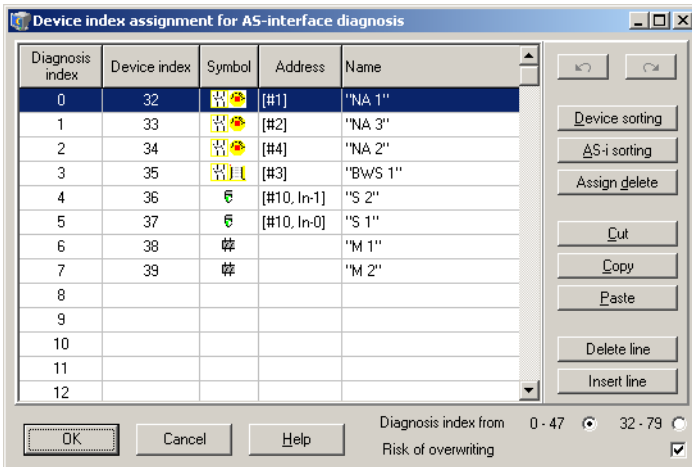 Device index assignment for AS-interface diagnosis
Diagnosis index Device index Symbol Address Name
0 32 [#1] "NA 1"
1 33 [#2] "NA 3"
2 34 [#4] "NA 2"
3 35 [#3] "BWS 1"
4 36 [#10, In-1] "S 2"
5 37 [#10, In-0] "S 1"
6 38 "M 1"
7 39 "M 2"
8
9
10
11
12
Device sorting
AS-i sorting
Assign delete
Cut
Copy
Paste
Delete line
Insert line
OK Cancel Help
Diagnosis index from 0 - 47 32 - 79
Risk of overwriting